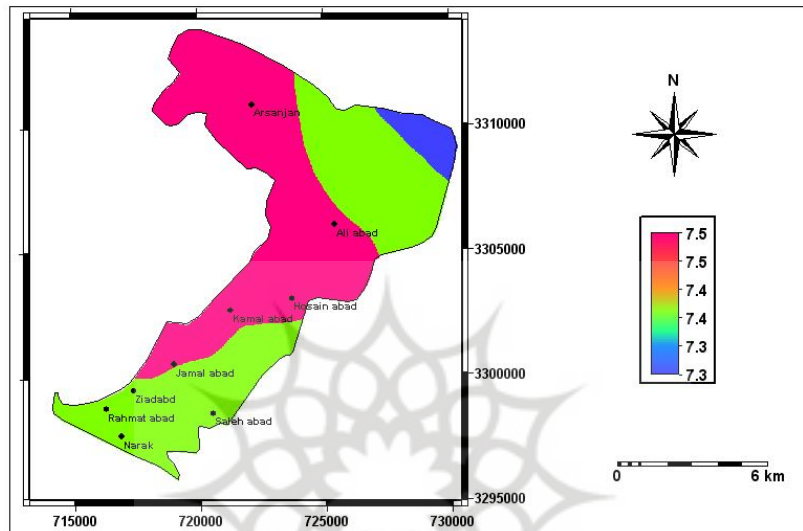 N
Arsanjan
3310000
Ali abad
3305000
7.5
7.5
7.4
7.4
7.3
7.3
Hosain abad
Kamal abad
Jamal abad
3300000
Ziadabd
Rahmat abad
Saleh abad
Narak
0 6 km
3295000
715000 720000 725000 730000